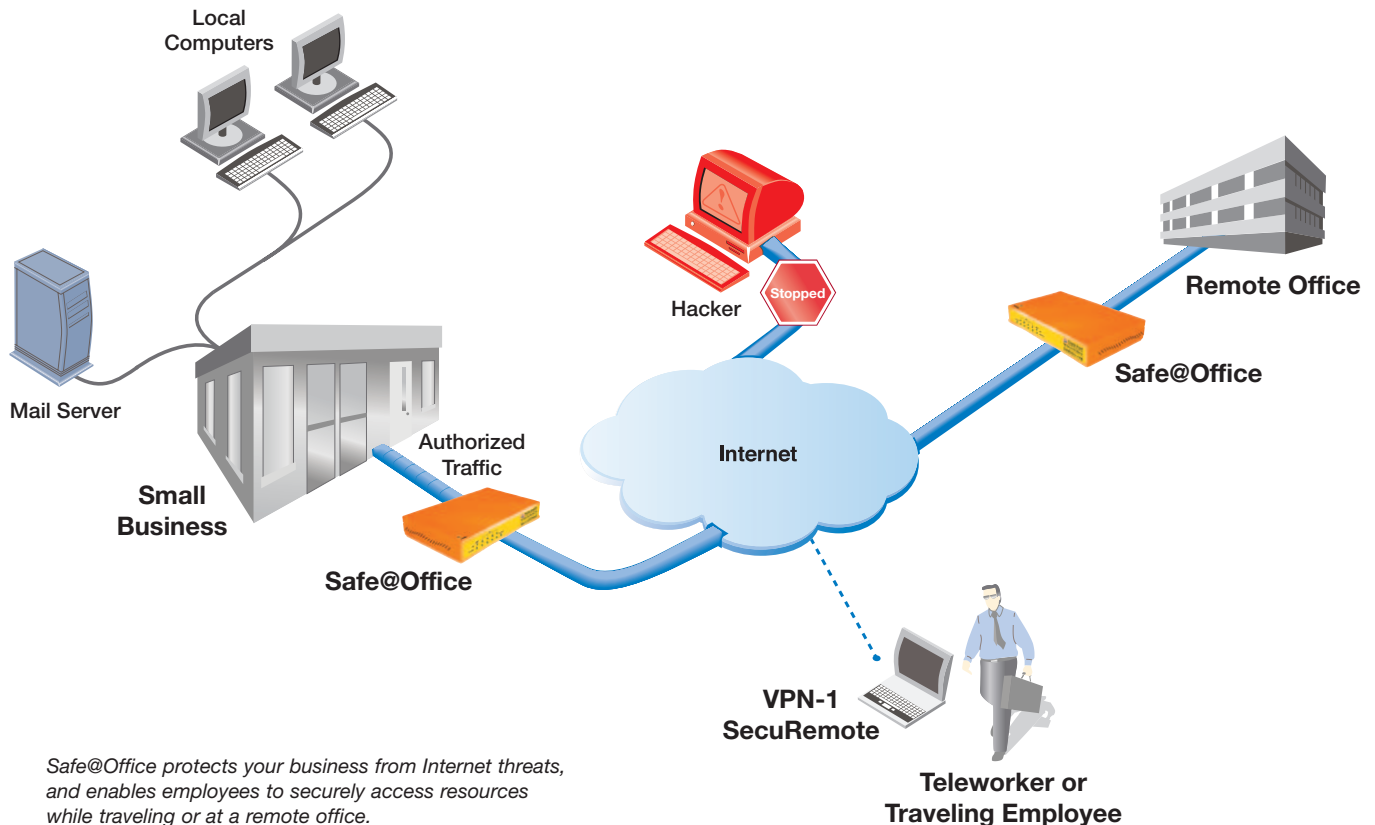 Local
Computers
Hacker
Stopped
Remote Office
Safe@Office
Mail Server
Authorized
Traffic
Internet
Small
Business
Safe@Office
VPN-1
SecuRemote
Teleworker or
Traveling Employee
Safe@Office protects your business from Internet threats,
and enables employees to securely access resources
while traveling or at a remote office.